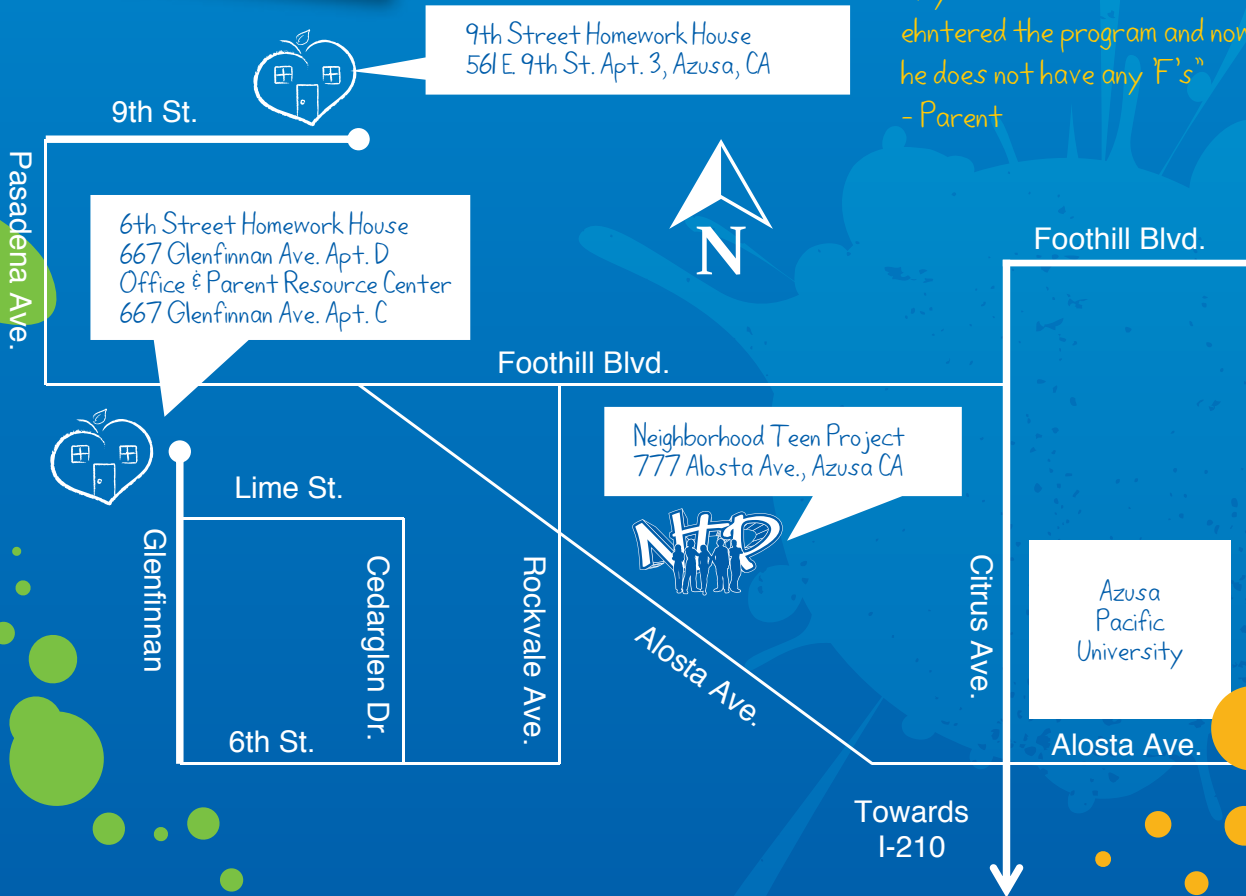 9th Street Homework House
561 E. 9th St. Apt. 3, Azusa, CA
ehntered the program and now
he does not have any 'F's"
- Parent
9th St.
Pasadena Ave.
6th Street Homework House
667 Glenfinnan Ave. Apt. D
Office & Parent Resource Center
667 Glenfinnan Ave. Apt. C
N
Foothill Blvd.
Foothill Blvd.
Neighborhood Teen Project
777 Alosta Ave., Azusa CA
NTP
Lime St.
Glenfinnan
Cedarglen Dr.
Rockvale Ave.
Alosta Ave.
Citrus Ave.
Azusa
Pacific
University
6th St.
Alosta Ave.
Towards
I-210